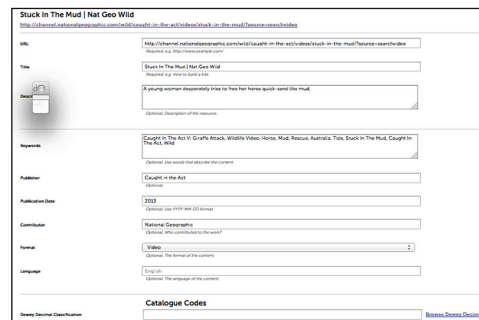 Stuck In The Mud | Nat Geo Wild
http://channel.nationalgeographic.com/wild/caught-in-the-act/videos/stuck-in-the-mud/?source=searchvideo
URL
http://channel.nationalgeographic.com/wild/caught-in-the-act/videos/stuck-in-the-mud/?source=searchvideo
Required. e.g. http://www.example.com/
Title
Stuck In The Mud | Nat Geo Wild
Required. e.g. How to build a kite.
A young woman desperately tries to free her horse quick-sand like mud.
Optional. Description of this resource.
Keywords
Caught In The Act V: Giraffe Attack, Wildlife Video, Horse, Mud, Rescue, Australia, Tide, Stuck In The Mud, Caught In
The Act, Wild
Optional. Use words that describe the content.
Publisher
Caught in the Act
Optional.
Publication Date
2013
Optional. Use YYYY-MM-DD format.
Contributor
National Geographic
Optional. Who contributed to the work?
Format
Video
Optional. The format of the content.
Language
English
Optional. The language of the content.
Catalogue Codes
Dewey Decimal Classification
Browse Dewey Decim